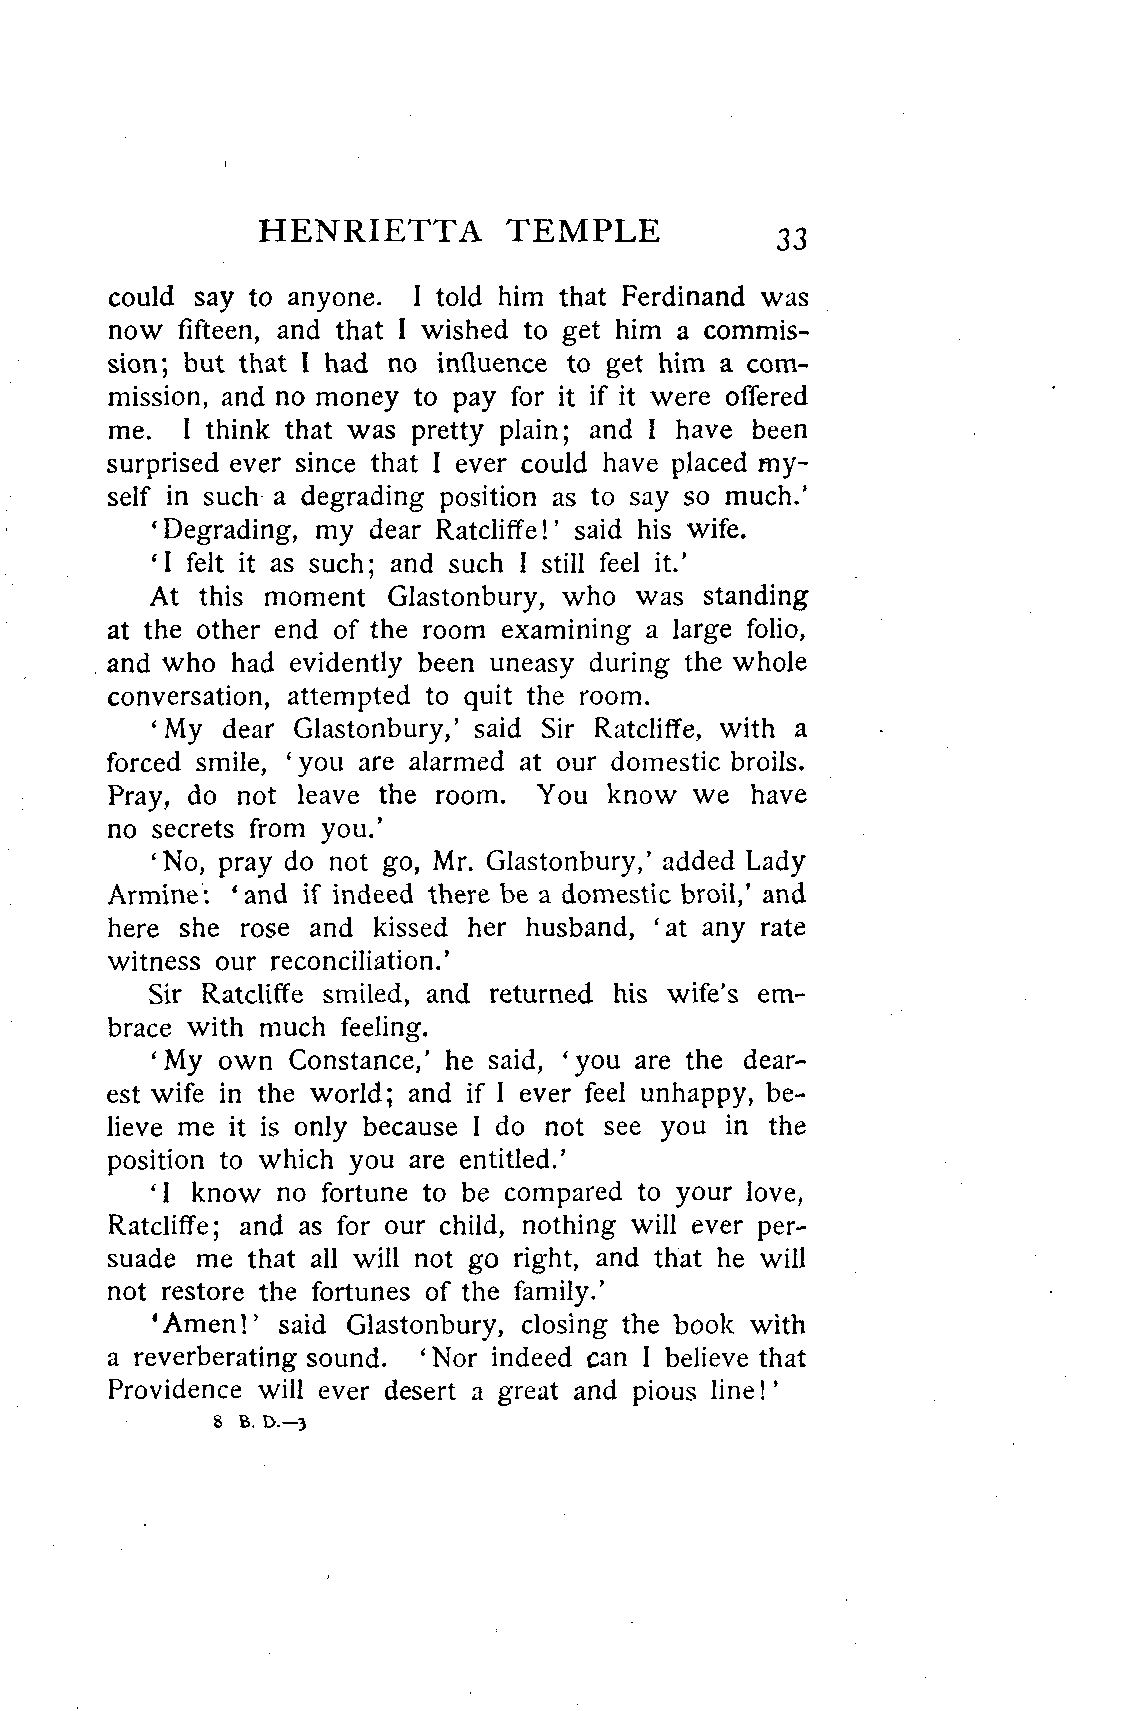 HENRIETTA TEMPLE 33
could say to anyone. I told him that Ferdinand was
now fifteen, and that I wished to get him a commis-
sion; but that I had no influence to get him a com-
mission, and no money to pay for it if it were offered
me. I think that was pretty plain; and I have been
surprised ever since that I ever could have placed my-
self in such a degrading position as to say so much.'
'Degrading, my dear Ratcliffe!' said his wife.
'I felt it as such; and such I still feel it.'
At this moment Glastonbury, who was standing
at the other end of the room examining a large folio,
and who had evidently been uneasy during the whole
conversation, attempted to quit the room.
'My dear Glastonbury,' said Sir Ratcliffe, with a
forced smile, 'you are alarmed at our domestic broils.
Pray, do not leave the room. You know we have
no secrets from you.'
'No, pray do not go, Mr. Glastonbury,' added Lady
Armine: 'and if indeed there be a domestic broil,' and
here she rose and kissed her husband, 'at any rate
witness our reconciliation.'
Sir Ratcliffe smiled, and returned his wife's em-
brace with much feeling.
'My own Constance,' he said, 'you are the dear-
est wife in the world; and if I ever feel unhappy, be-
lieve me it is only because I do not see you in the
position to which you are entitled.'
'I know no fortune to be compared to your love,
Ratcliffe; and as for our child, nothing will ever per-
suade me that all will not go right, and that he will
not restore the fortunes of the family.'
'Amen!' said Glastonbury, closing the book with
a reverberating sound. 'Nor indeed can I believe that
Providence will ever desert a great and pious line!'
8 B. D.—3